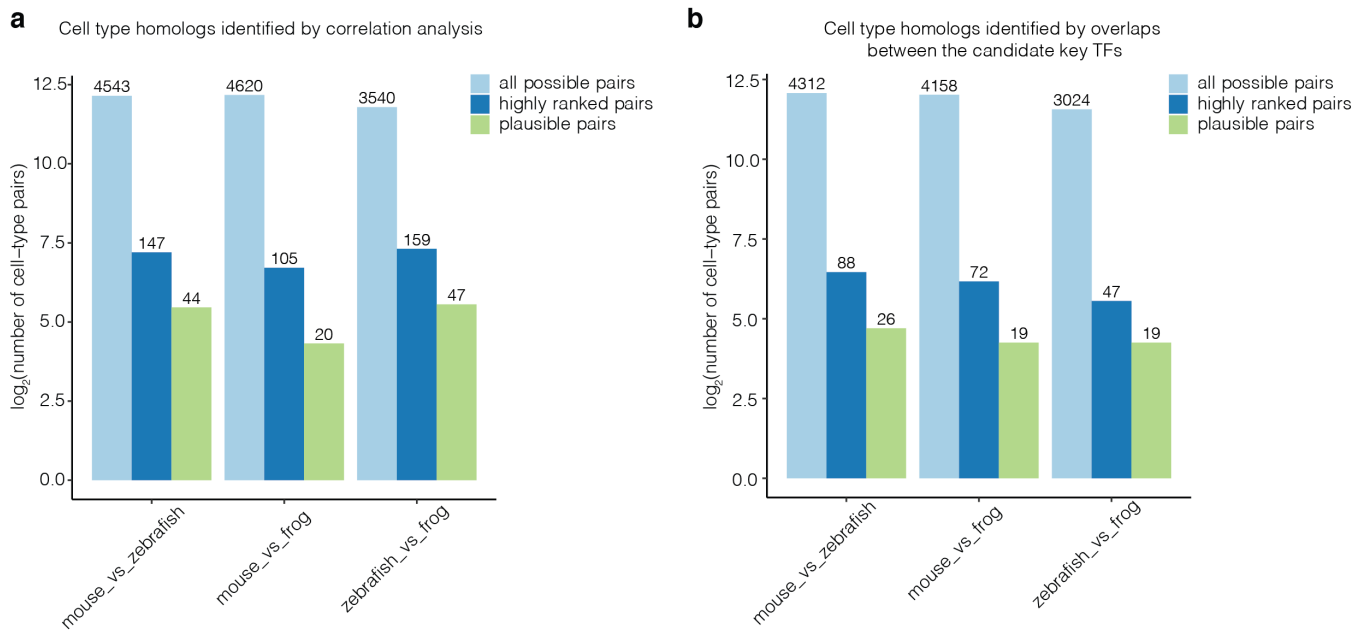 a
Cell type homologs identified by correlation analysis
all possible pairs
highly ranked pairs
plausible pairs
log2(number of cell−type pairs)
12.5
10.0
7.5
5.0
2.5
0.0
4543
147
44
4620
105
20
3540
159
47
mouse_vs_zebrafish
mouse_vs_frog
zebrafish_vs_frog
b
Cell type homologs identified by overlaps
between the candidate key TFs
all possible pairs
highly ranked pairs
plausible pairs
log2(number of cell−type pairs)
12.5
10.0
7.5
5.0
2.5
0.0
4312
88
26
4158
72
19
3024
47
19
mouse_vs_zebrafish
mouse_vs_frog
zebrafish_vs_frog